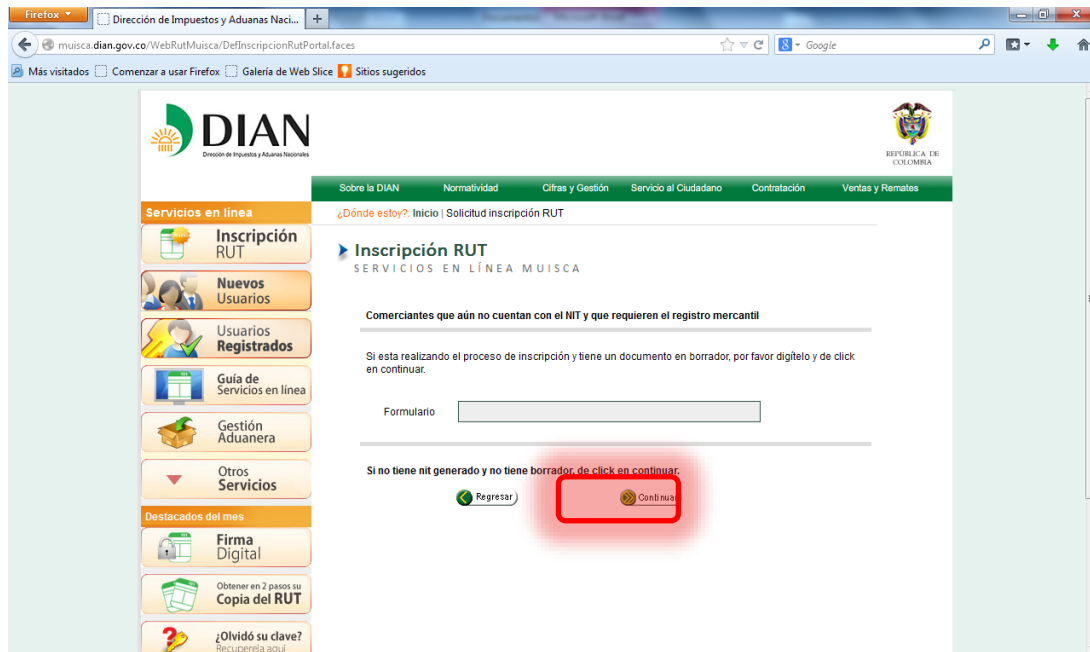 Firefox
Dirección de Impuestos y Aduanas Naci...
muisca.dian.gov.co/WebRutMuisca/DefInscripcionRutPortal.faces
Google
Más visitados
Comenzar a usar Firefox
Galería de Web Slice
Sitios sugeridos
DIAN
Dirección de Impuestos y Aduanas Nacionales
REPÚBLICA DE
COLOMBIA
Sobre la DIAN
Normatividad
Cifras y Gestión
Servicio al Ciudadano
Contratación
Ventas y Remates
Servicios en línea
¿Dónde estoy?: Inicio | Solicitud inscripción RUT
Inscripción
RUT
Nuevos
Usuarios
Usuarios
Registrados
Guía de
Servicios en línea
Gestión
Aduanera
Otros
Servicios
Destacados del mes
Firma
Digital
Obtener en 2 pasos su
Copia del RUT
¿Olvidó su clave?
Recuperela aquí
Inscripción RUT
SERVICIOS EN LÍNEA MUISCA
Comerciantes que aún no cuentan con el NIT y que requieren el registro mercantil
Si esta realizando el proceso de inscripción y tiene un documento en borrador, por favor digítelo y de click
en continuar.
Formulario
Si no tiene nit generado y no tiene borrador, de click en continuar.
Regresar
Continuar